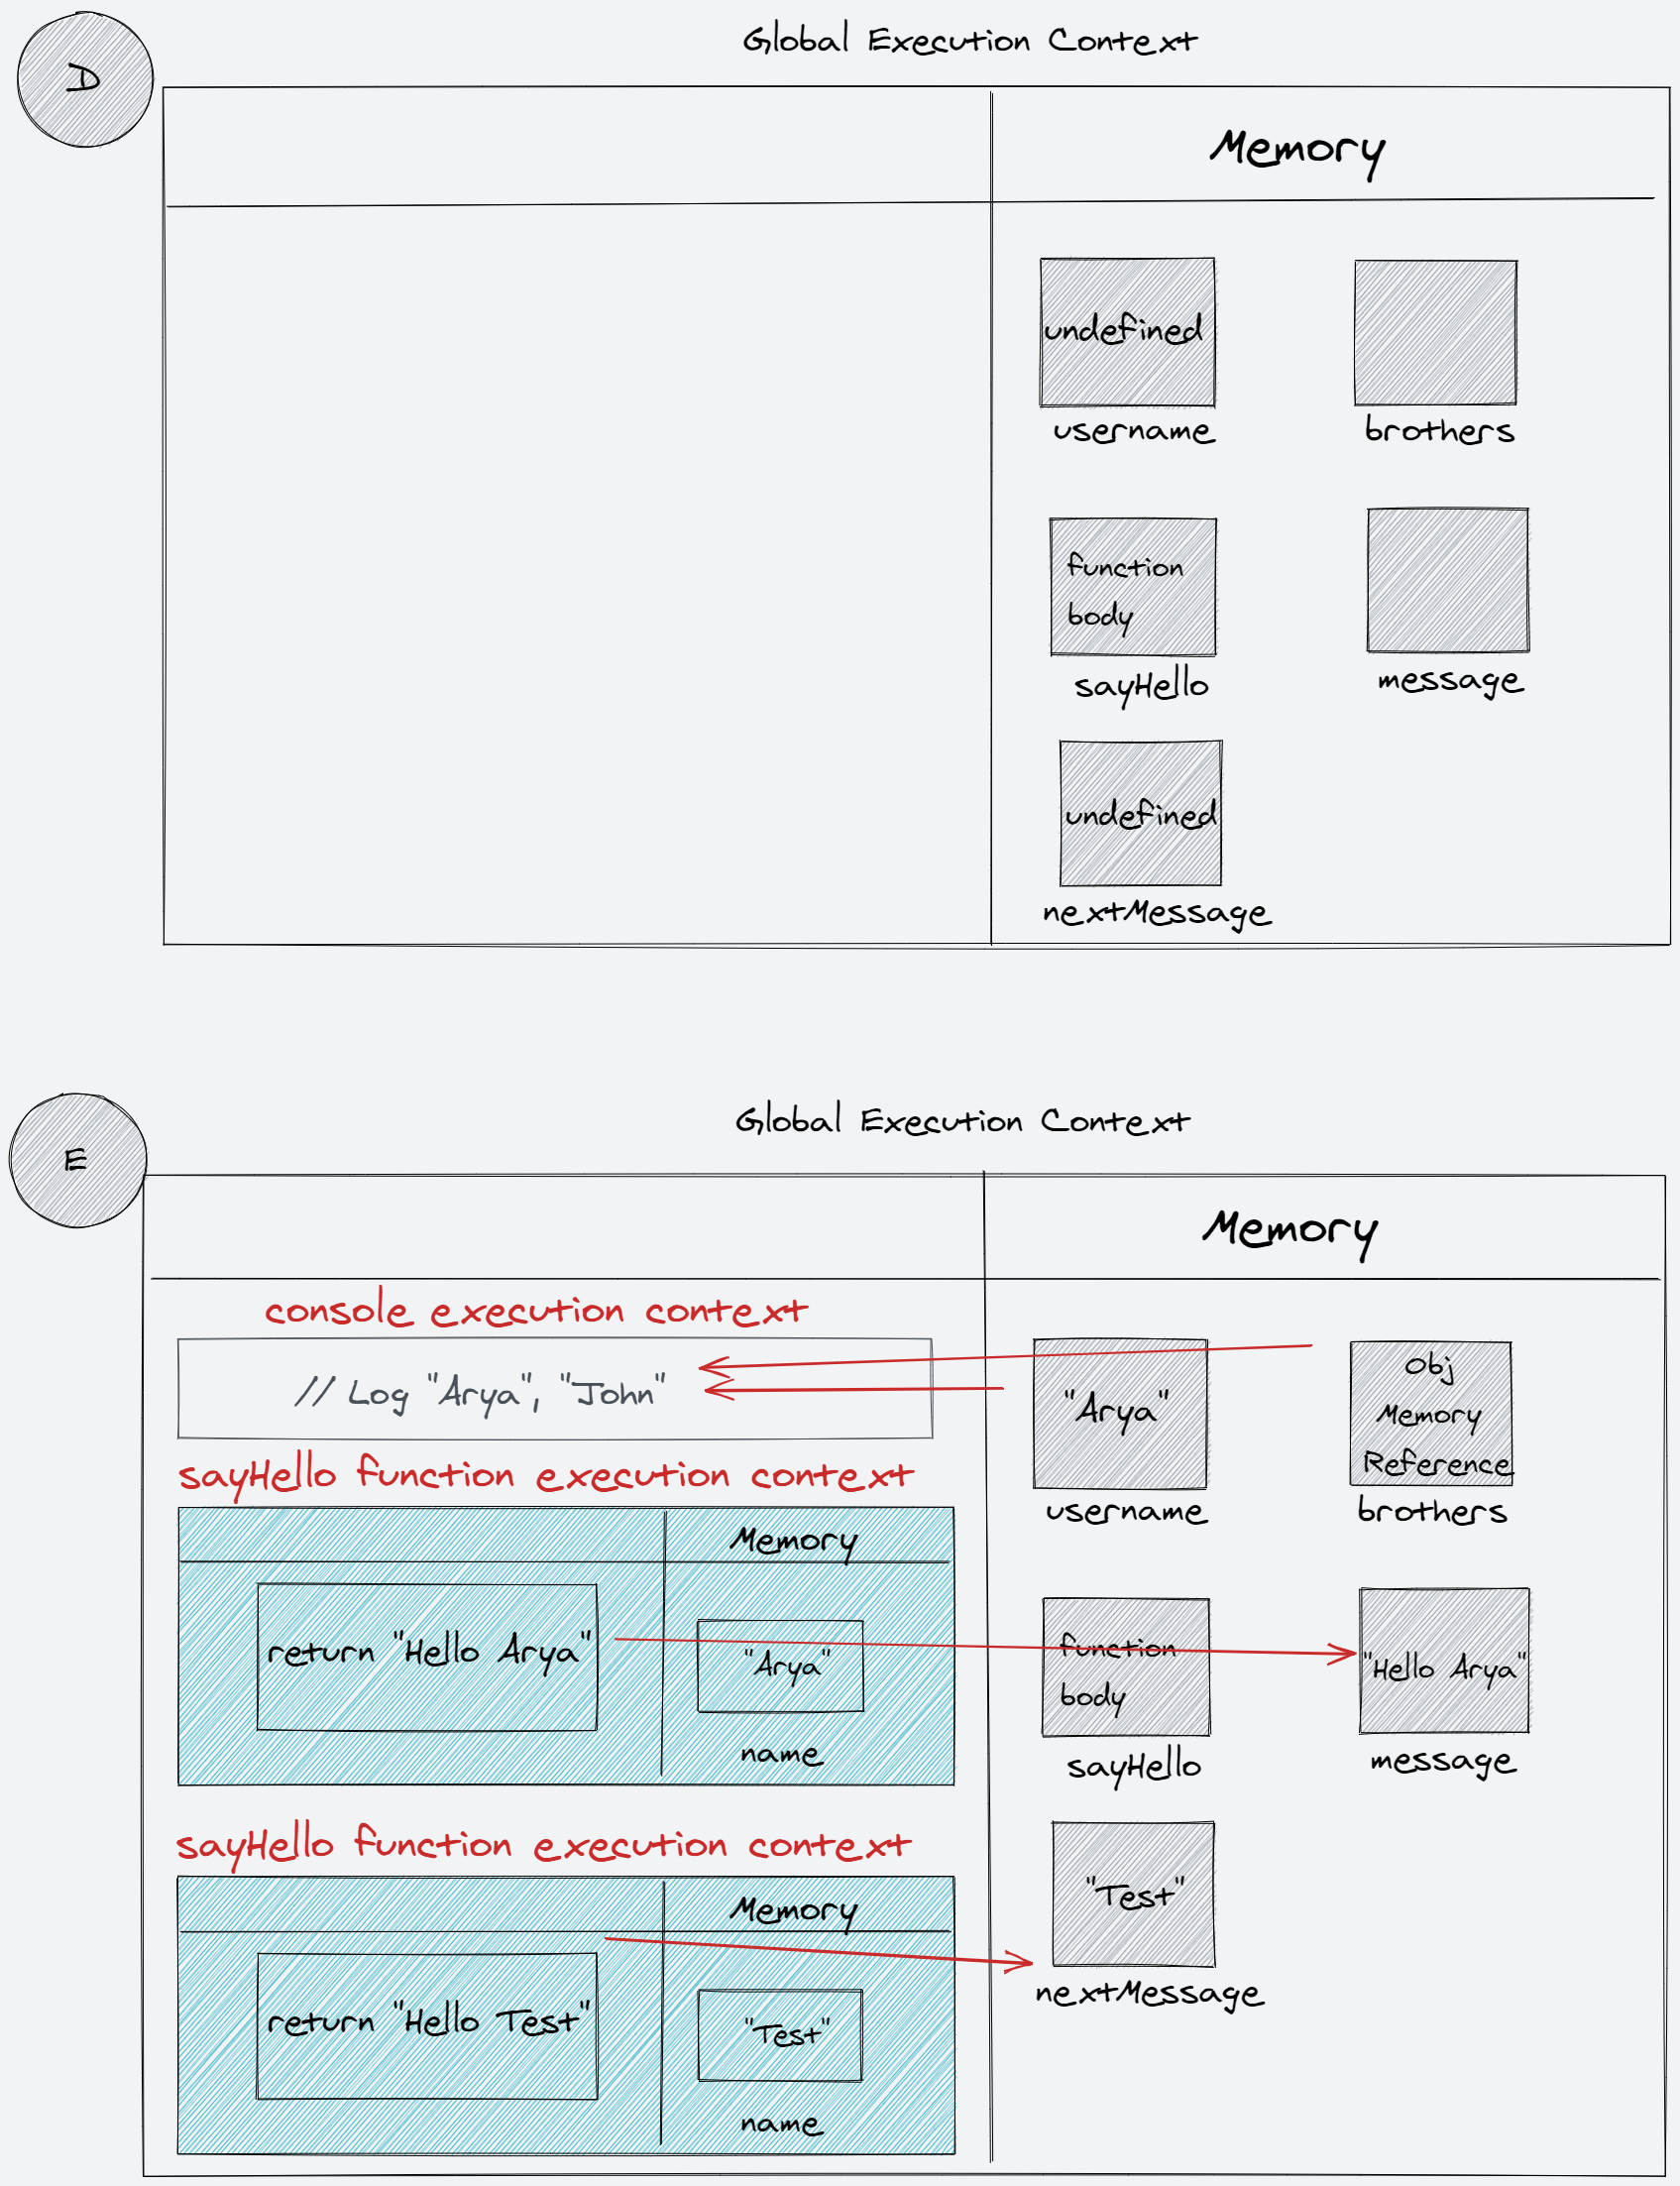 D
Global Execution Context
Memory
undefined
username
brothers
function
body
sayHello
message
undefined
nextMessage
E
Global Execution Context
Memory
console execution context
// Log "Arya", "John"
"Arya"
username
Obj
Memory
Reference
brothers
sayHello function execution context
Memory
return "Hello Arya"
"Arya"
name
function
body
sayHello
"Hello Arya"
message
sayHello function execution context
Memory
return "Hello Test"
"Test"
name
"Test"
nextMessage